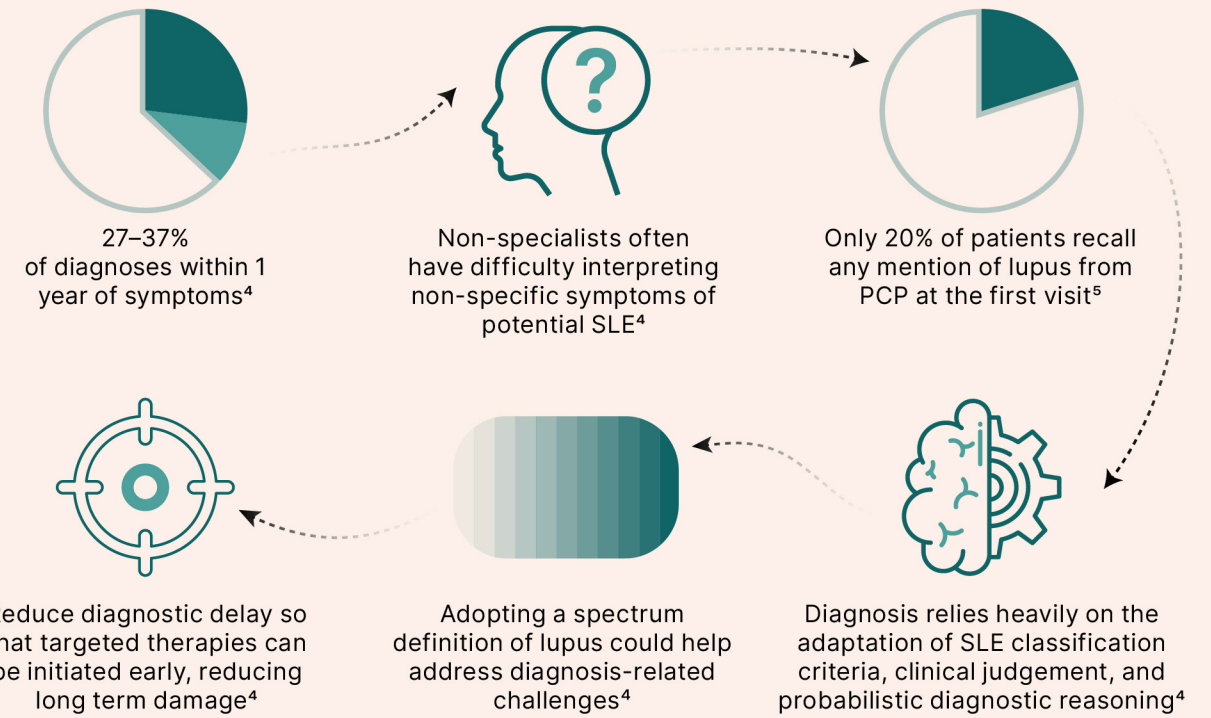 ?
27–37%
of diagnoses within 1
year of symptoms⁴
Non-specialists often
have difficulty interpreting
non-specific symptoms of
potential SLE⁴
Only 20% of patients recall
any mention of lupus from
PCP at the first visit⁵
educe diagnostic delay so
hat targeted therapies can
be initiated early, reducing
long term damage⁴
Adopting a spectrum
definition of lupus could help
address diagnosis-related
challenges⁴
Diagnosis relies heavily on the
adaptation of SLE classification
criteria, clinical judgement, and
probabilistic diagnostic reasoning⁴